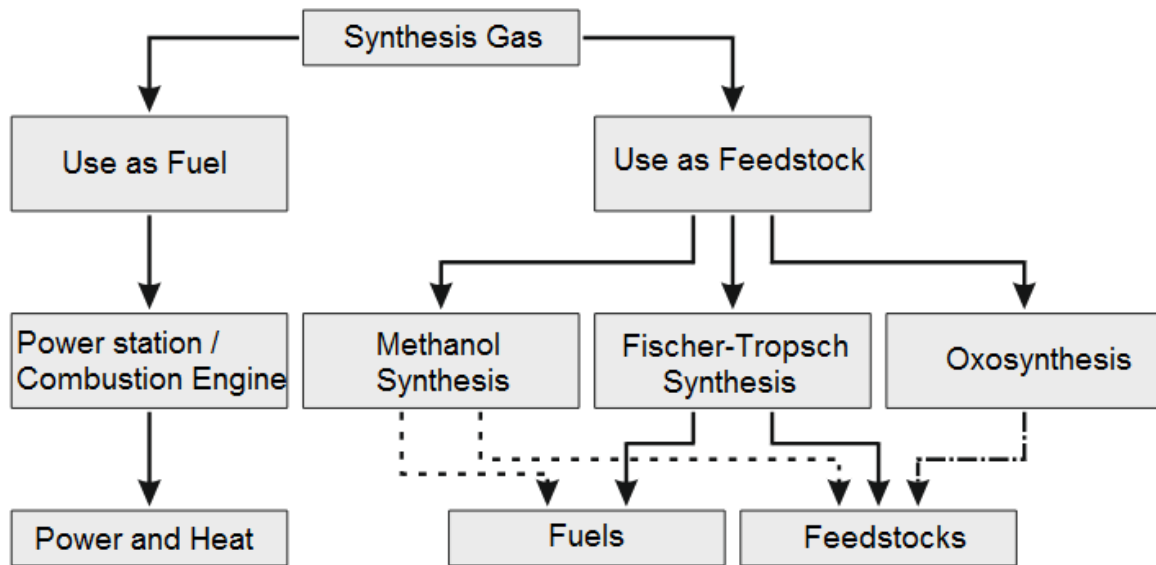 Synthesis Gas
Use as Fuel
Use as Feedstock
Power station /
Combustion Engine
Methanol
Synthesis
Fischer-Tropsch
Synthesis
Oxosynthesis
Power and Heat
Fuels
Feedstocks